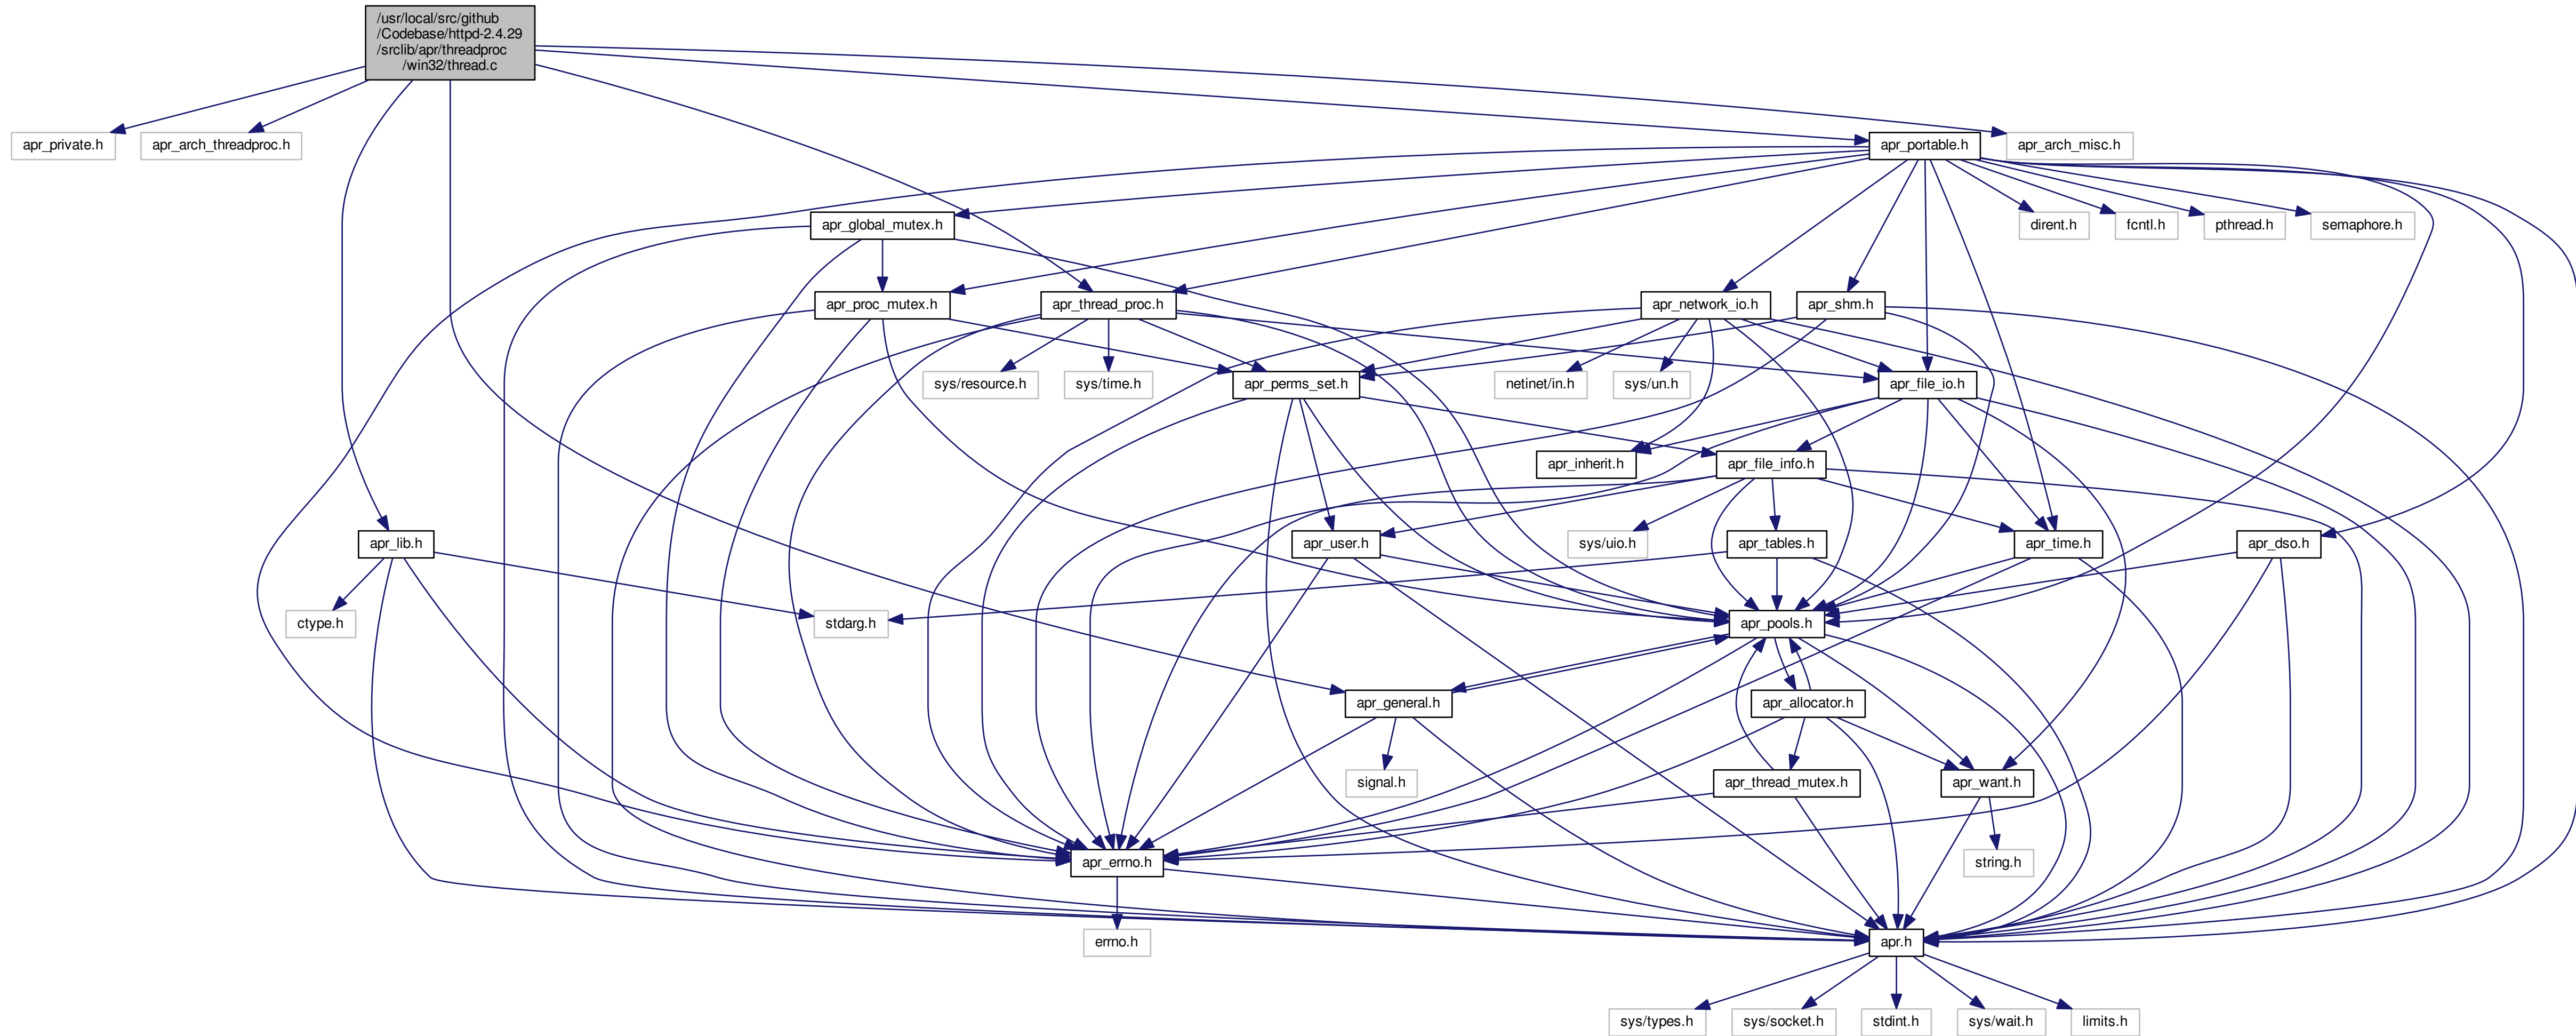 /usr/local/src/github
/Codebase/httpd-2.4.29
/srclib/apr/threadproc
/win32/thread.c
apr_private.h
apr_arch_threadproc.h
apr_portable.h
apr_arch_misc.h
apr_global_mutex.h
dirent.h
fcntl.h
pthread.h
semaphore.h
apr_proc_mutex.h
apr_thread_proc.h
apr_network_io.h
apr_shm.h
sys/resource.h
sys/time.h
apr_perms_set.h
netinet/in.h
sys/un.h
apr_file_io.h
apr_inherit.h
apr_file_info.h
apr_lib.h
apr_user.h
sys/uio.h
apr_tables.h
apr_time.h
apr_dso.h
ctype.h
stdarg.h
apr_pools.h
apr_general.h
apr_allocator.h
signal.h
apr_thread_mutex.h
apr_want.h
apr_errno.h
string.h
errno.h
apr.h
sys/types.h
sys/socket.h
stdint.h
sys/wait.h
limits.h